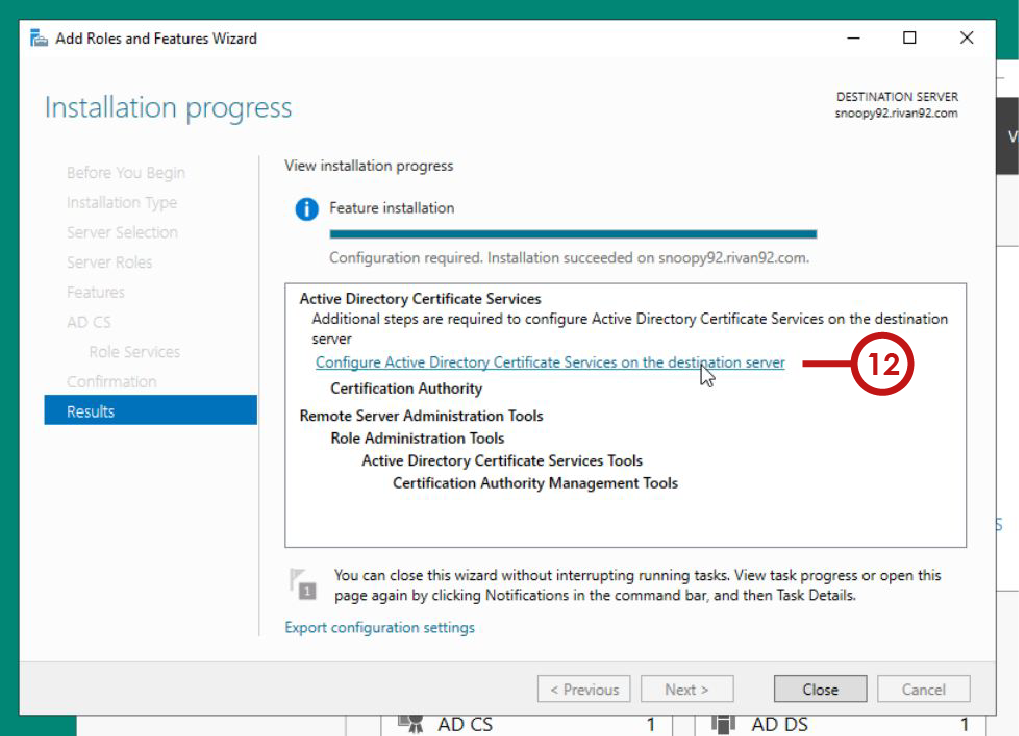 Add Roles and Features Wizard
Installation progress
DESTINATION SERVER
snoopy92.rivan92.com
Before You Begin
Installation Type
Server Selection
Server Roles
Features
AD CS
Role Services
Confirmation
Results
View installation progress
Feature installation
Configuration required. Installation succeeded on snoopy92.rivan92.com.
Active Directory Certificate Services
Additional steps are required to configure Active Directory Certificate Services on the destination
server
Configure Active Directory Certificate Services on the destination server
12
Certification Authority
Remote Server Administration Tools
Role Administration Tools
Active Directory Certificate Services Tools
Certification Authority Management Tools
1
You can close this wizard without interrupting running tasks. View task progress or open this
page again by clicking Notifications in the command bar, and then Task Details.
Export configuration settings
< Previous
Next >
Close
Cancel
AD CS 1
AD DS 1